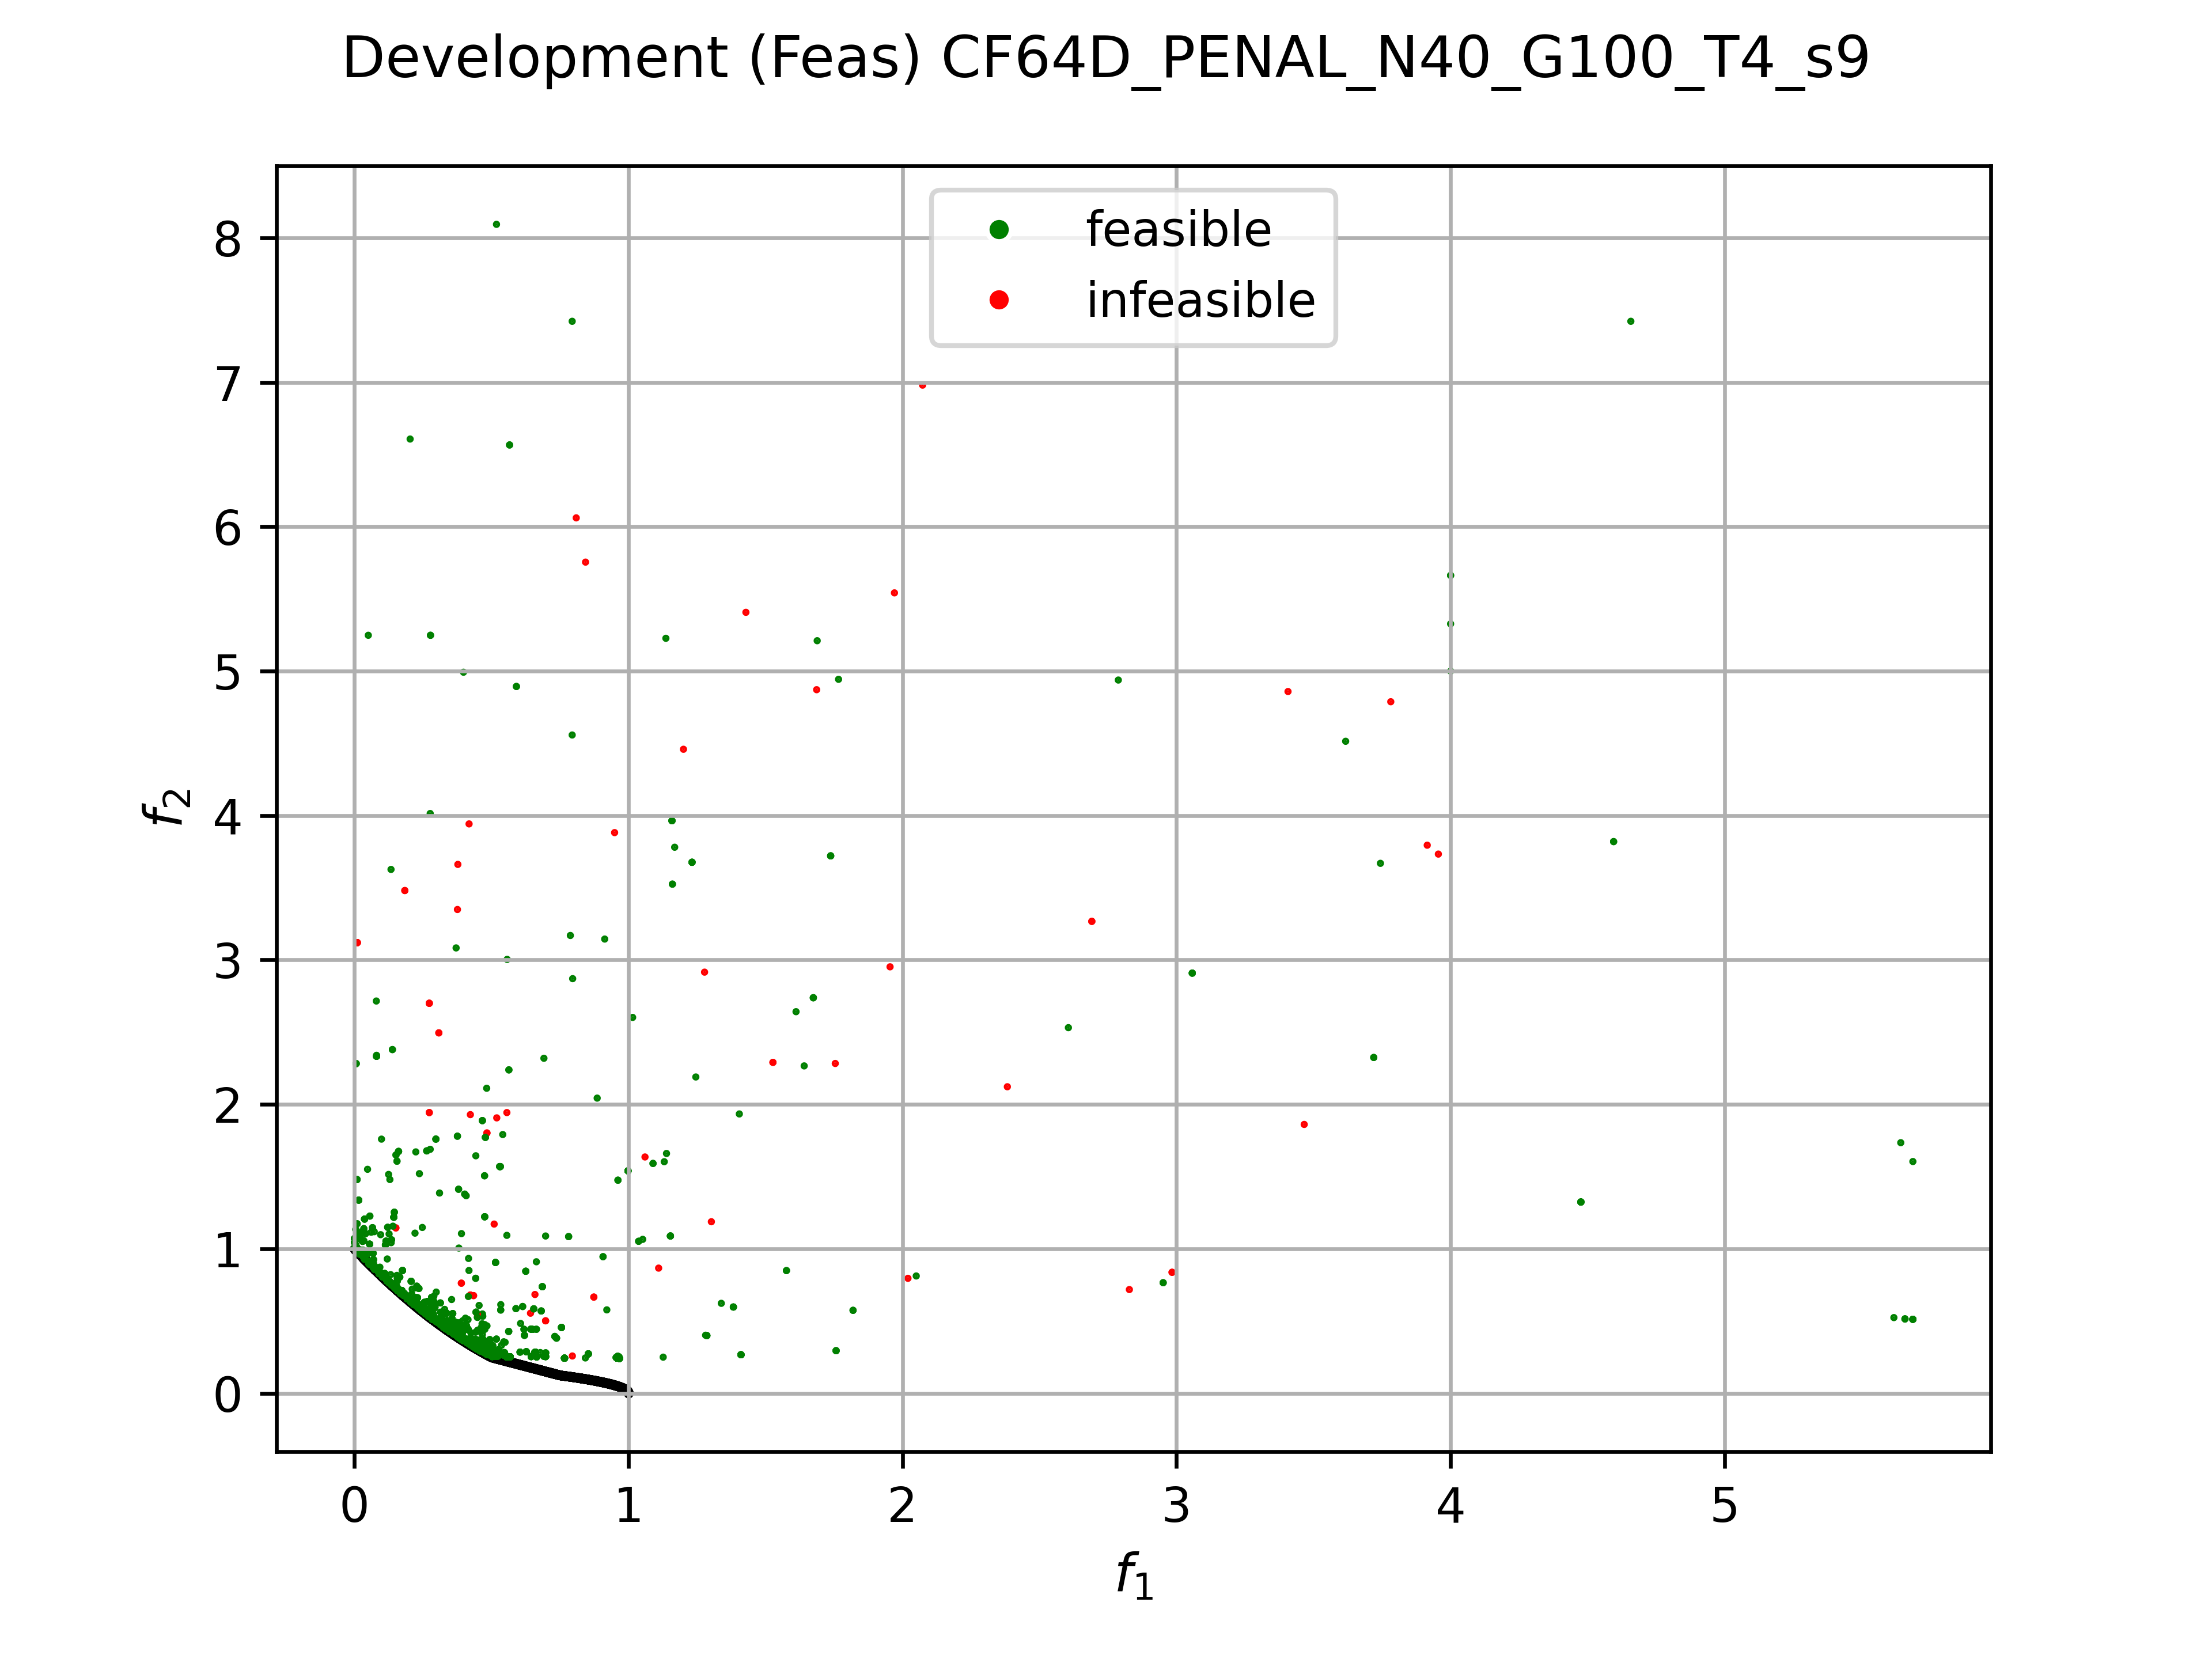 Development (Feas) CF64D_PENAL_N40_G100_T4_s9
feasible
infeasible
8
7
6
5
4
3
2
1
0
f2
0 1 2 3 4 5
f1